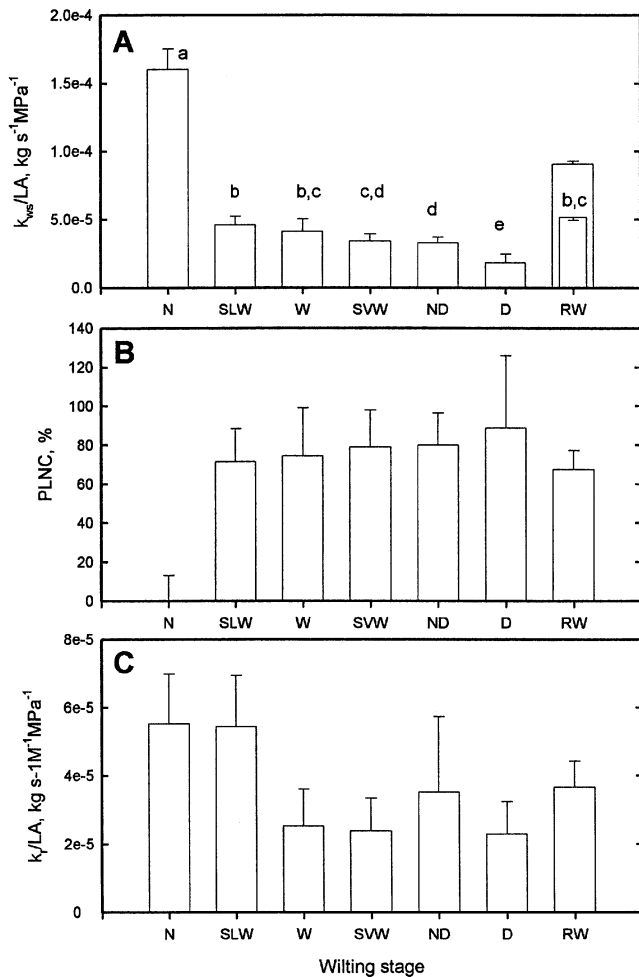 A
kws/LA, kg s-1MPa-1
2.0e-4
1.5e-4
1.0e-4
5.0e-5
0.0
a
b
b,c
c,d
d
e
b,c
N SLW W SVW ND D RW
B
PLNC, %
140
120
100
80
60
40
20
0
N SLW W SVW ND D RW
C
kr/LA, kg s-1M-1MPa-1
8e-5
6e-5
4e-5
2e-5
0
N SLW W SVW ND D RW
Wilting stage